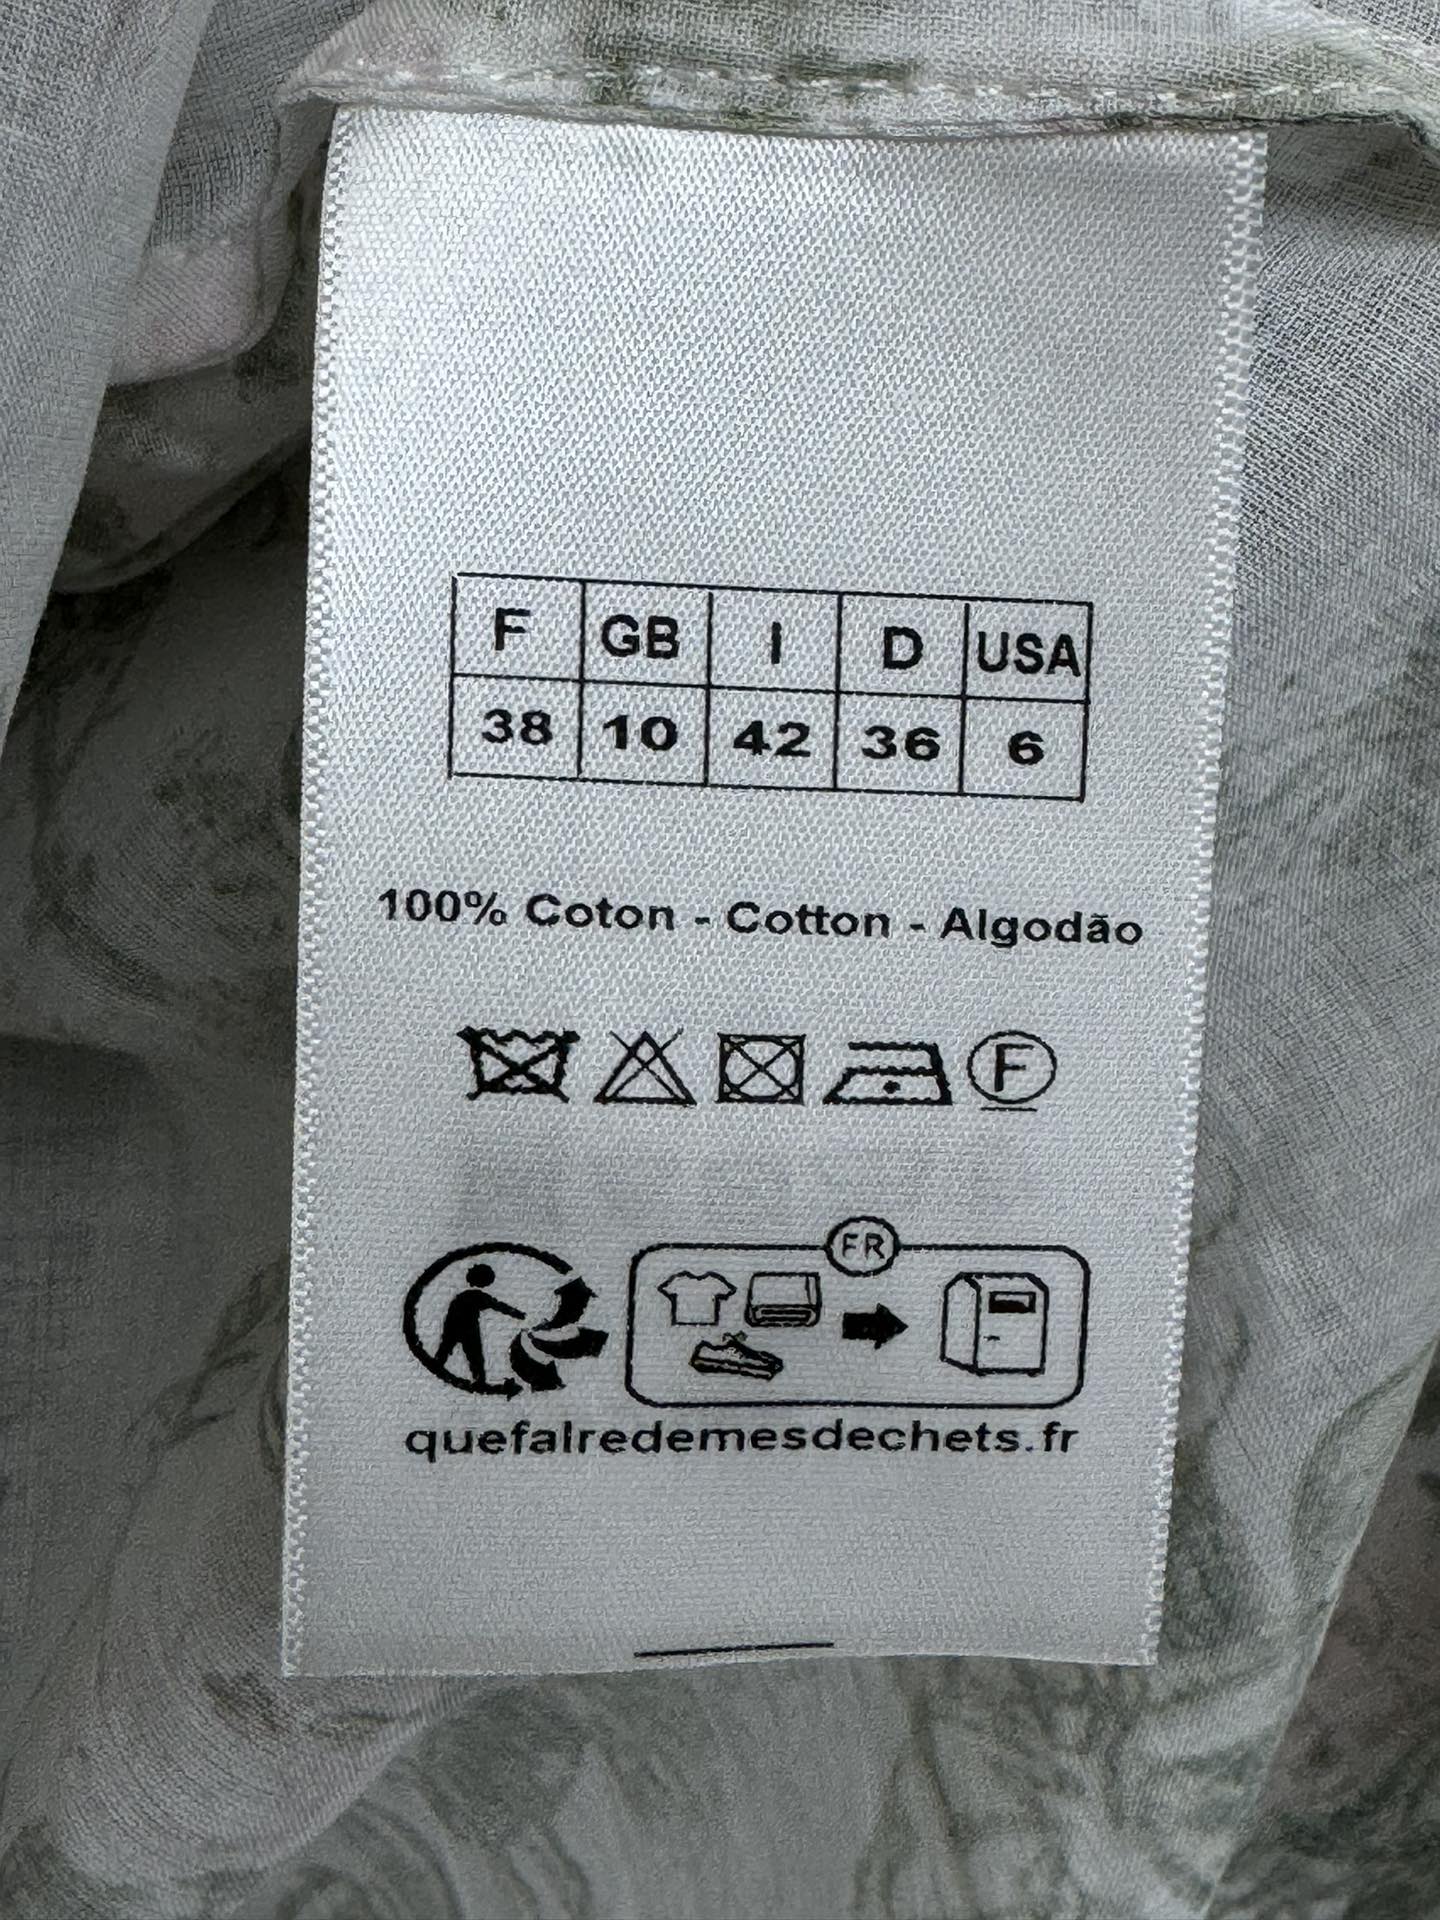 F GB I D USA
38 10 42 36 6
100% Coton - Cotton - Algodão
F
FR
quefairedemesdechets.fr